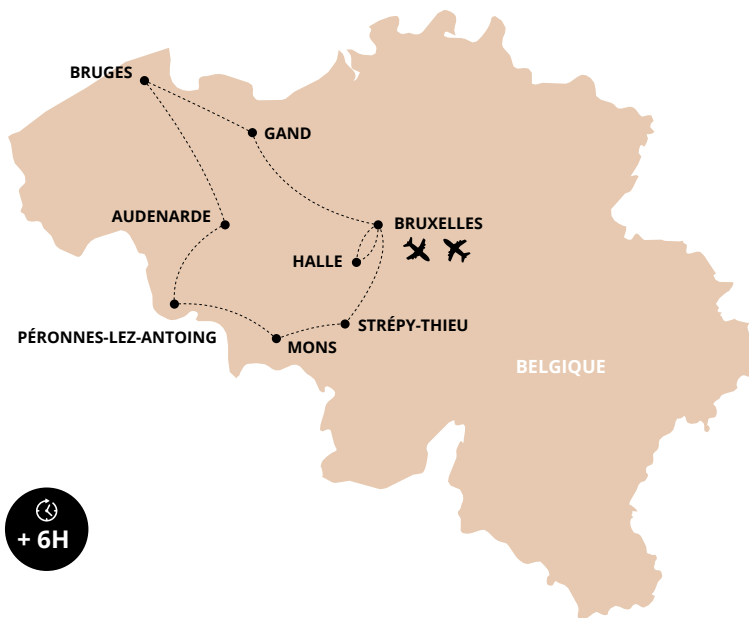 BRUGES
GAND
AUDENARDE
BRUXELLES
HALLE
STRÉPY-THIEU
PÉRONNES-LEZ-ANTOING
MONS
BELGIQUE
+ 6H